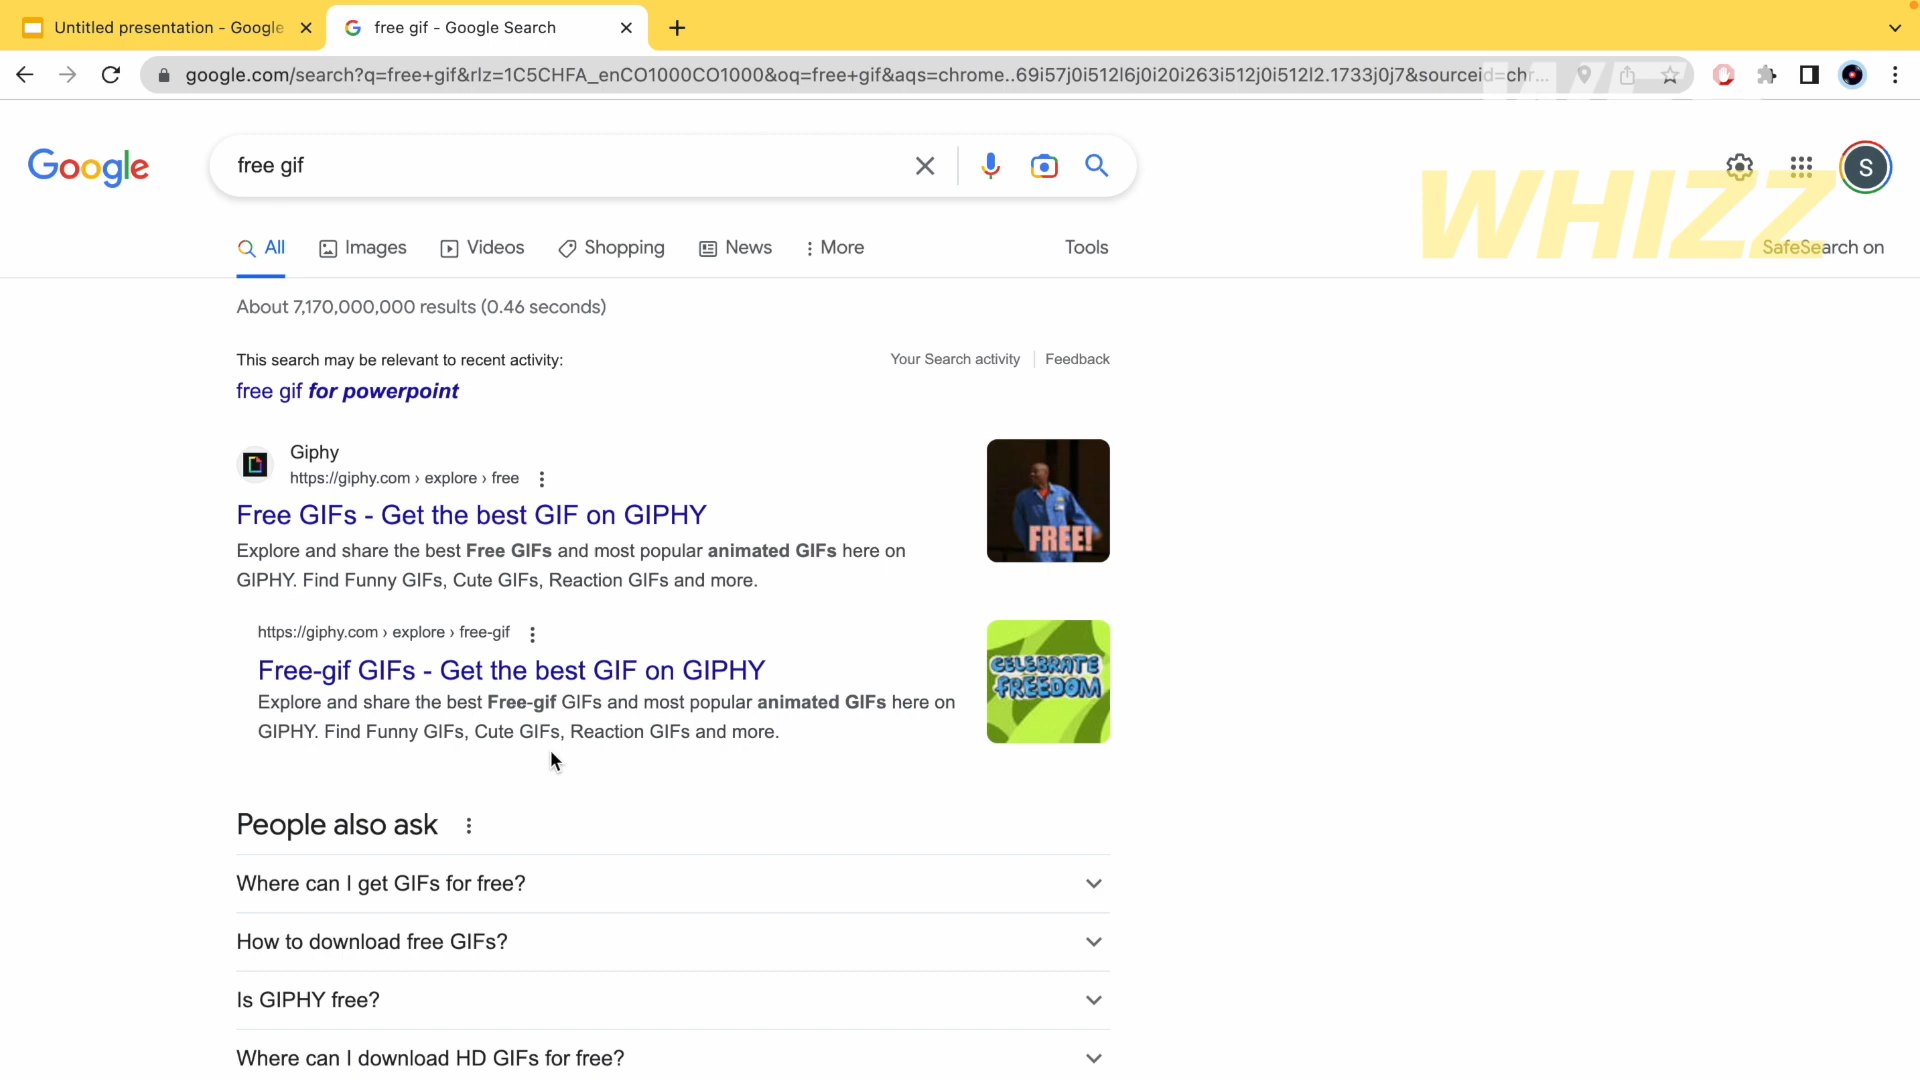 Untitled presentation - Google
free gif - Google Search
google.com/search?q=free+gif&rlz=1C5CHFA_enCO1000CO1000&oq=free+gif&aqs=chrome..69i57j0i512l6j0i20i263i512j0i512l2.1733j0j7&sourceid=chr...
Google
free gif
S
WHIZZ
All
Images
Videos
Shopping
News
More
Tools
SafeSearch on
About 7,170,000,000 results (0.46 seconds)
This search may be relevant to recent activity:
Your Search activity
Feedback
free gif for powerpoint
Giphy
https://giphy.com › explore › free
Free GIFs - Get the best GIF on GIPHY
Explore and share the best Free GIFs and most popular animated GIFs here on
GIPHY. Find Funny GIFs, Cute GIFs, Reaction GIFs and more.
FREE!
https://giphy.com › explore › free-gif
Free-gif GIFs - Get the best GIF on GIPHY
Explore and share the best Free-gif GIFs and most popular animated GIFs here on
GIPHY. Find Funny GIFs, Cute GIFs, Reaction GIFs and more.
CELEBRATE
FREEDOM
People also ask
Where can I get GIFs for free?
How to download free GIFs?
Is GIPHY free?
Where can I download HD GIFs for free?